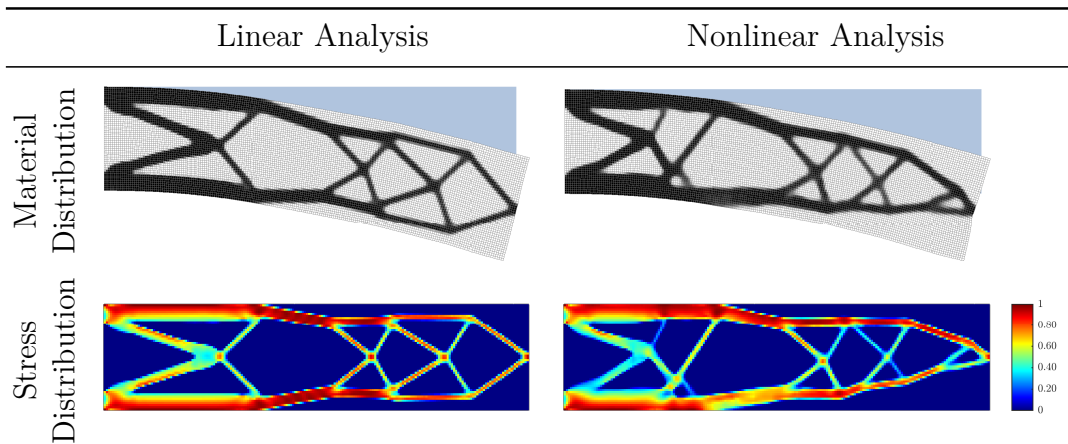 Linear Analysis
Nonlinear Analysis
Material
Distribution
Stress
Distribution
1
0.80
0.60
0.40
0.20
0